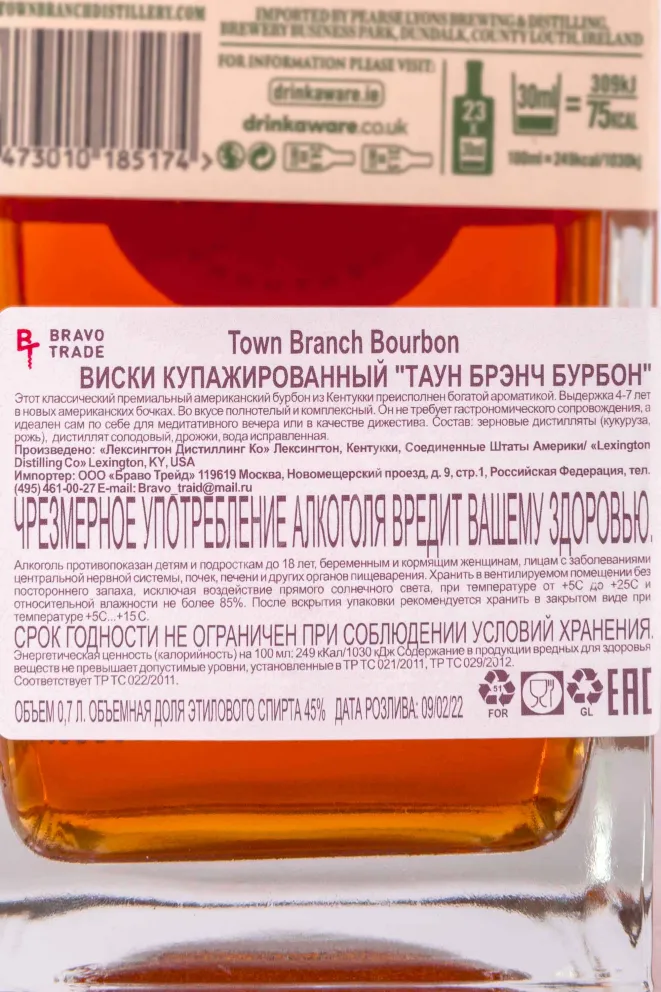 TOWNBRANCHDISTILLERY.COM
IMPORTED BY PEARSE LYONS BREWING & DISTILLING,
BREWERY BUSINESS PARK, DUNDALK, COUNTY LOUTH, IRELAND
FOR INFORMATION PLEASE VISIT:
drinkaware.ie
drinkaware.co.uk
473010 185174 >
23
x
30ml
30ml = 309kJ
75KCAL
100ml = 249kcal/1030kj
BRAVO
TRADE
Town Branch Bourbon
ВИСКИ КУПАЖИРОВАННЫЙ "ТАУН БРЭНЧ БУРБОН"
Этот классический премиальный американский бурбон из Кентукки преисполнен богатой ароматикой. Выдержка 4-7 лет
в новых американских бочках. Во вкусе полнотелый и комплексный. Он не требует гастрономического сопровождения, а
идеален сам по себе для медитативного вечера или в качестве дижестива. Состав: зерновые дистилляты (кукуруза,
рожь), дистиллят солодовый, дрожжи, вода исправленная.
Произведено: «Лексингтон Дистиллинг Ко» Лексингтон, Кентукки, Соединенные Штаты Америки/ «Lexington
Distilling Co» Lexington, KY, USA
Импортер: ООО «Браво Трейд» 119619 Москва, Новомещерский проезд, д. 9, стр.1, Российская Федерация, тел.
(495) 461-00-27 E-mail: Bravo_traid@mail.ru
ЧРЕЗМЕРНОЕ УПОТРЕБЛЕНИЕ АЛКОГОЛЯ ВРЕДИТ ВАШЕМУ ЗДОРОВЬЮ.
Алкоголь противопоказан детям и подросткам до 18 лет, беременным и кормящим женщинам, лицам с заболеваниями
центральной нервной системы, почек, печени и других органов пищеварения. Хранить в вентилируемом помещении без
постороннего запаха, исключая воздействие прямого солнечного света, при температуре от +5С до +25С и
относительной влажности не более 85%. После вскрытия упаковки рекомендуется хранить в закрытом виде при
температуре +5С...+15 С.
СРОК ГОДНОСТИ НЕ ОГРАНИЧЕН ПРИ СОБЛЮДЕНИИ УСЛОВИЙ ХРАНЕНИЯ.
Энергетическая ценность (калорийность) на 100 мл: 249 кКал/1030 кДж Содержание в продукции вредных для здоровья
веществ не превышает допустимые уровни, установленные в ТР ТС 021/2011, ТР ТС 029/2012.
Соответствует ТР ТС 022/2011.
ОБЪЕМ 0,7 Л. ОБЪЕМНАЯ ДОЛЯ ЭТИЛОВОГО СПИРТА 45% ДАТА РОЗЛИВА: 09/02/22
51
FOR
GL
EAC